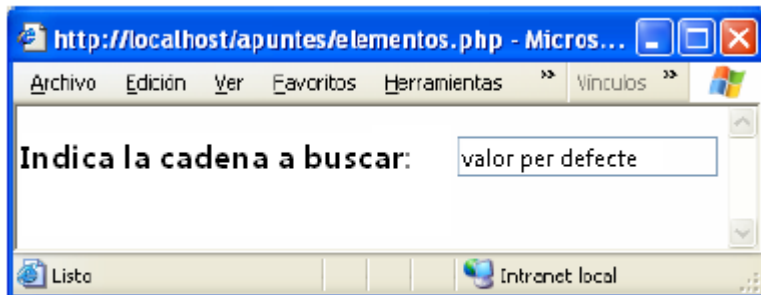 http://localhost/apuntes/elementos.php - Micros...
Archivo Edición Ver Favoritos Herramientas » Vínculos »
Indica la cadena a buscar: valor per defecte
Listo Intranet local